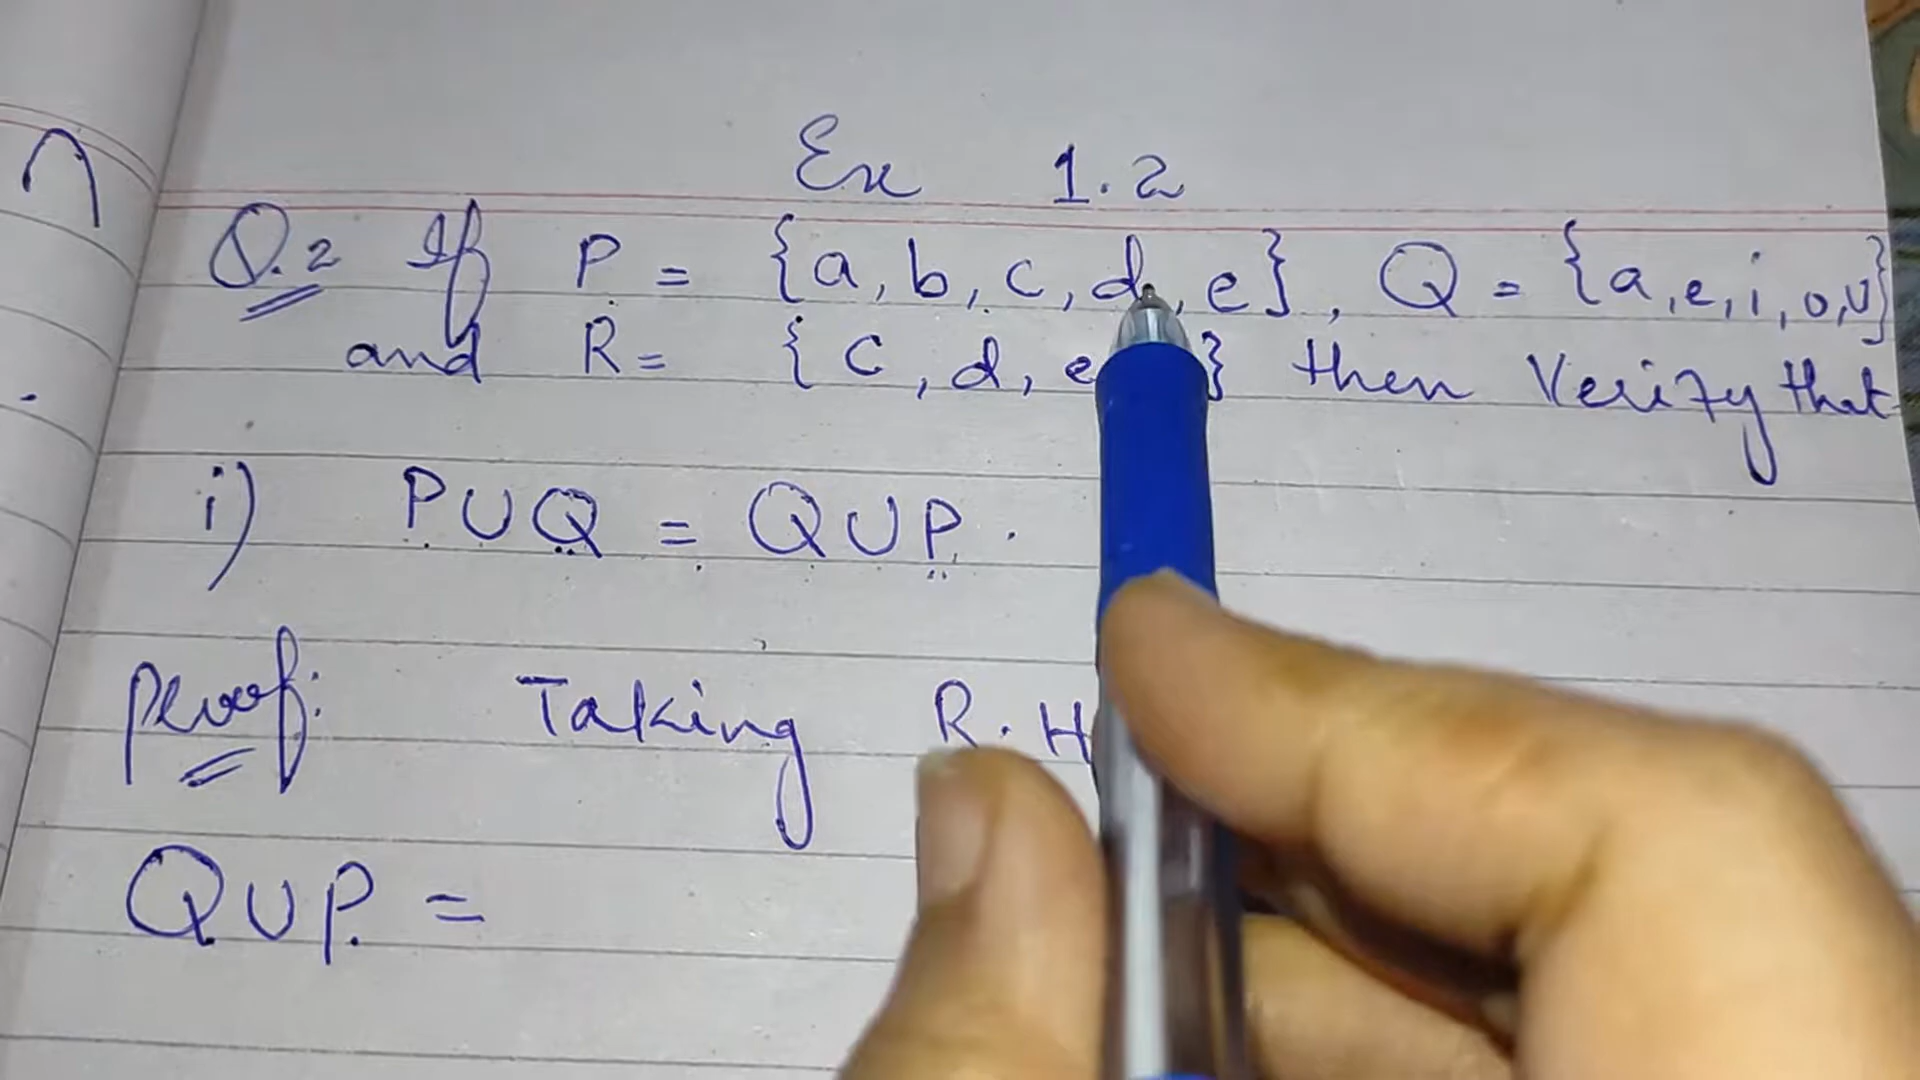 Ex 1.2
Q.2 If P = {a, b, c, d, e}, Q = {a, e, i, o, u}
and R = {c, d, e } then Verify that
i) P∪Q = Q∪P.
Proof: Taking R.H
Q∪P =